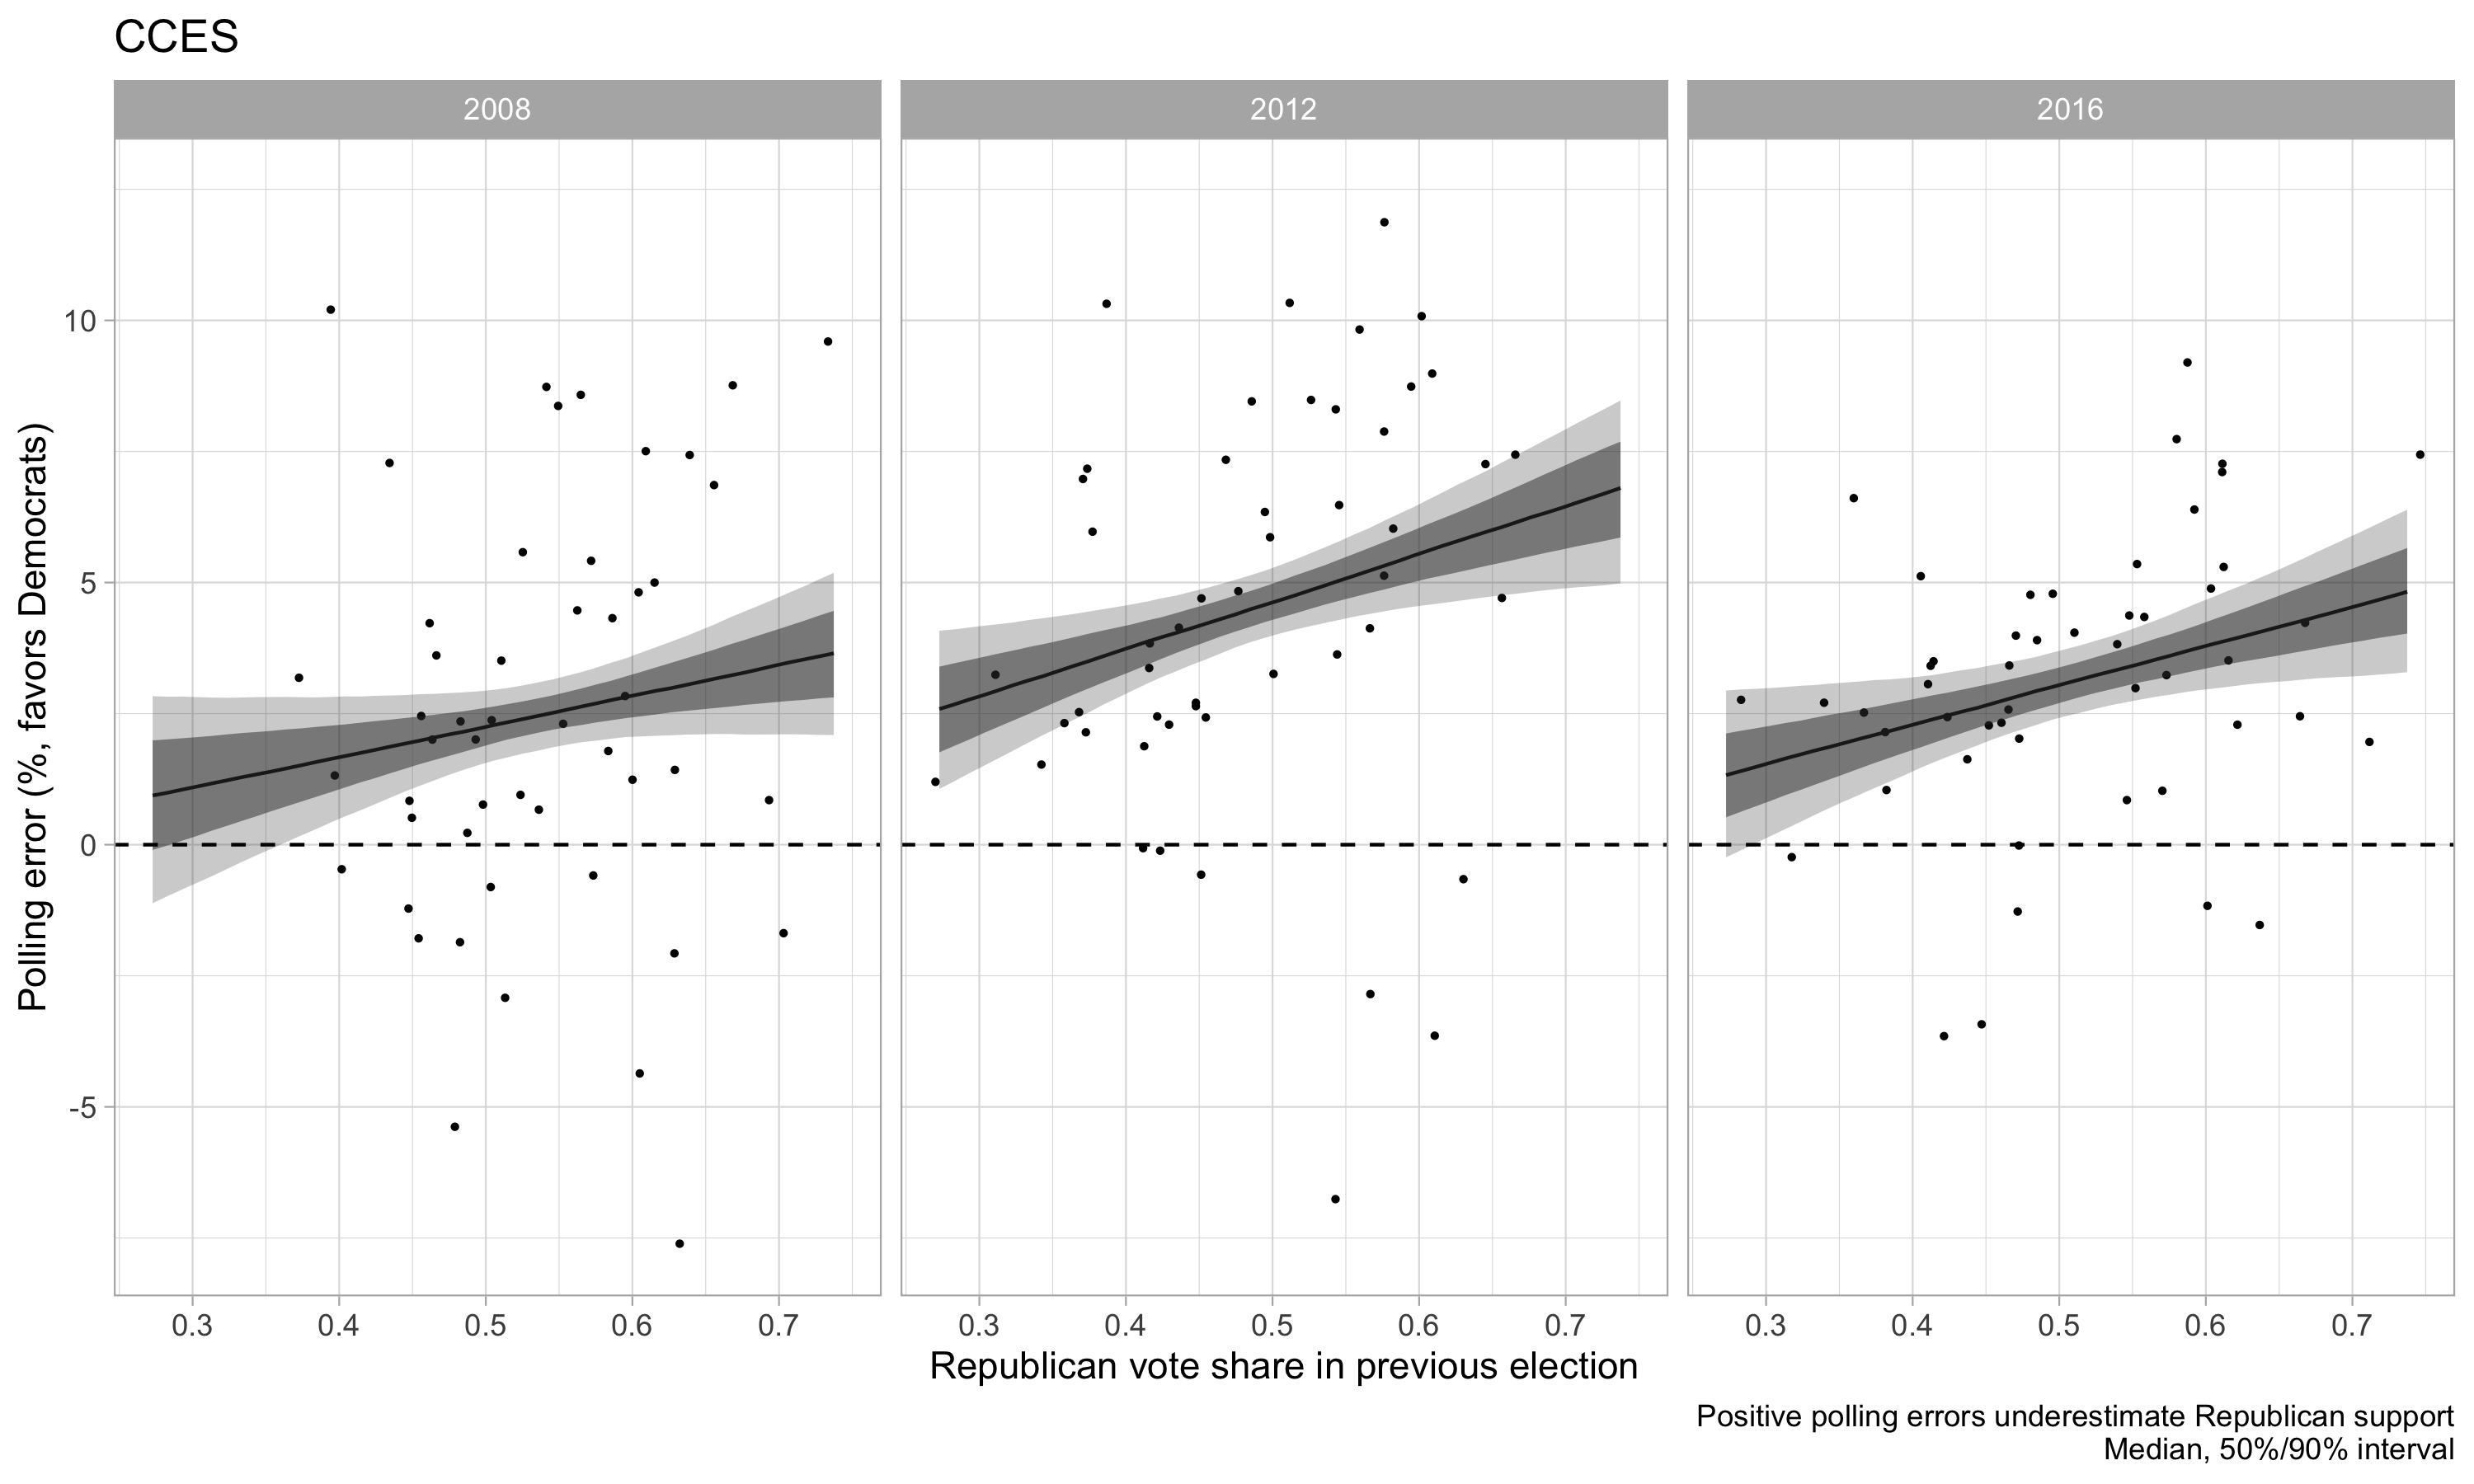 CCES
2008 2012 2016
Polling error (%, favors Democrats)
10
5
0
-5
0.3 0.4 0.5 0.6 0.7 0.3 0.4 0.5 0.6 0.7 0.3 0.4 0.5 0.6 0.7
Republican vote share in previous election
Positive polling errors underestimate Republican support
Median, 50%/90% interval